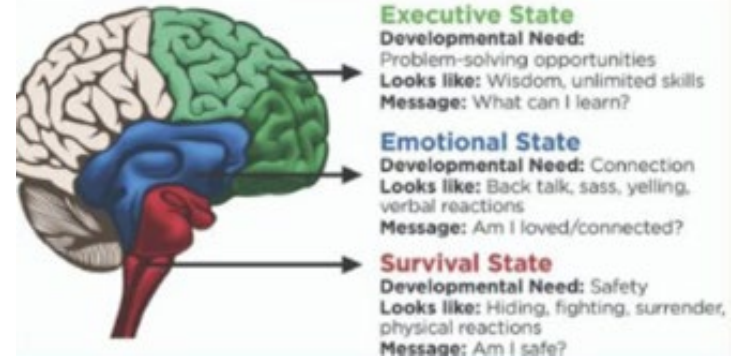 Executive State
Developmental Need:
Problem-solving opportunities
Looks like: Wisdom, unlimited skills
Message: What can I learn?
Emotional State
Developmental Need: Connection
Looks like: Back talk, sass, yelling,
verbal reactions
Message: Am I loved/connected?
Survival State
Developmental Need: Safety
Looks like: Hiding, fighting, surrender,
physical reactions
Message: Am I safe?